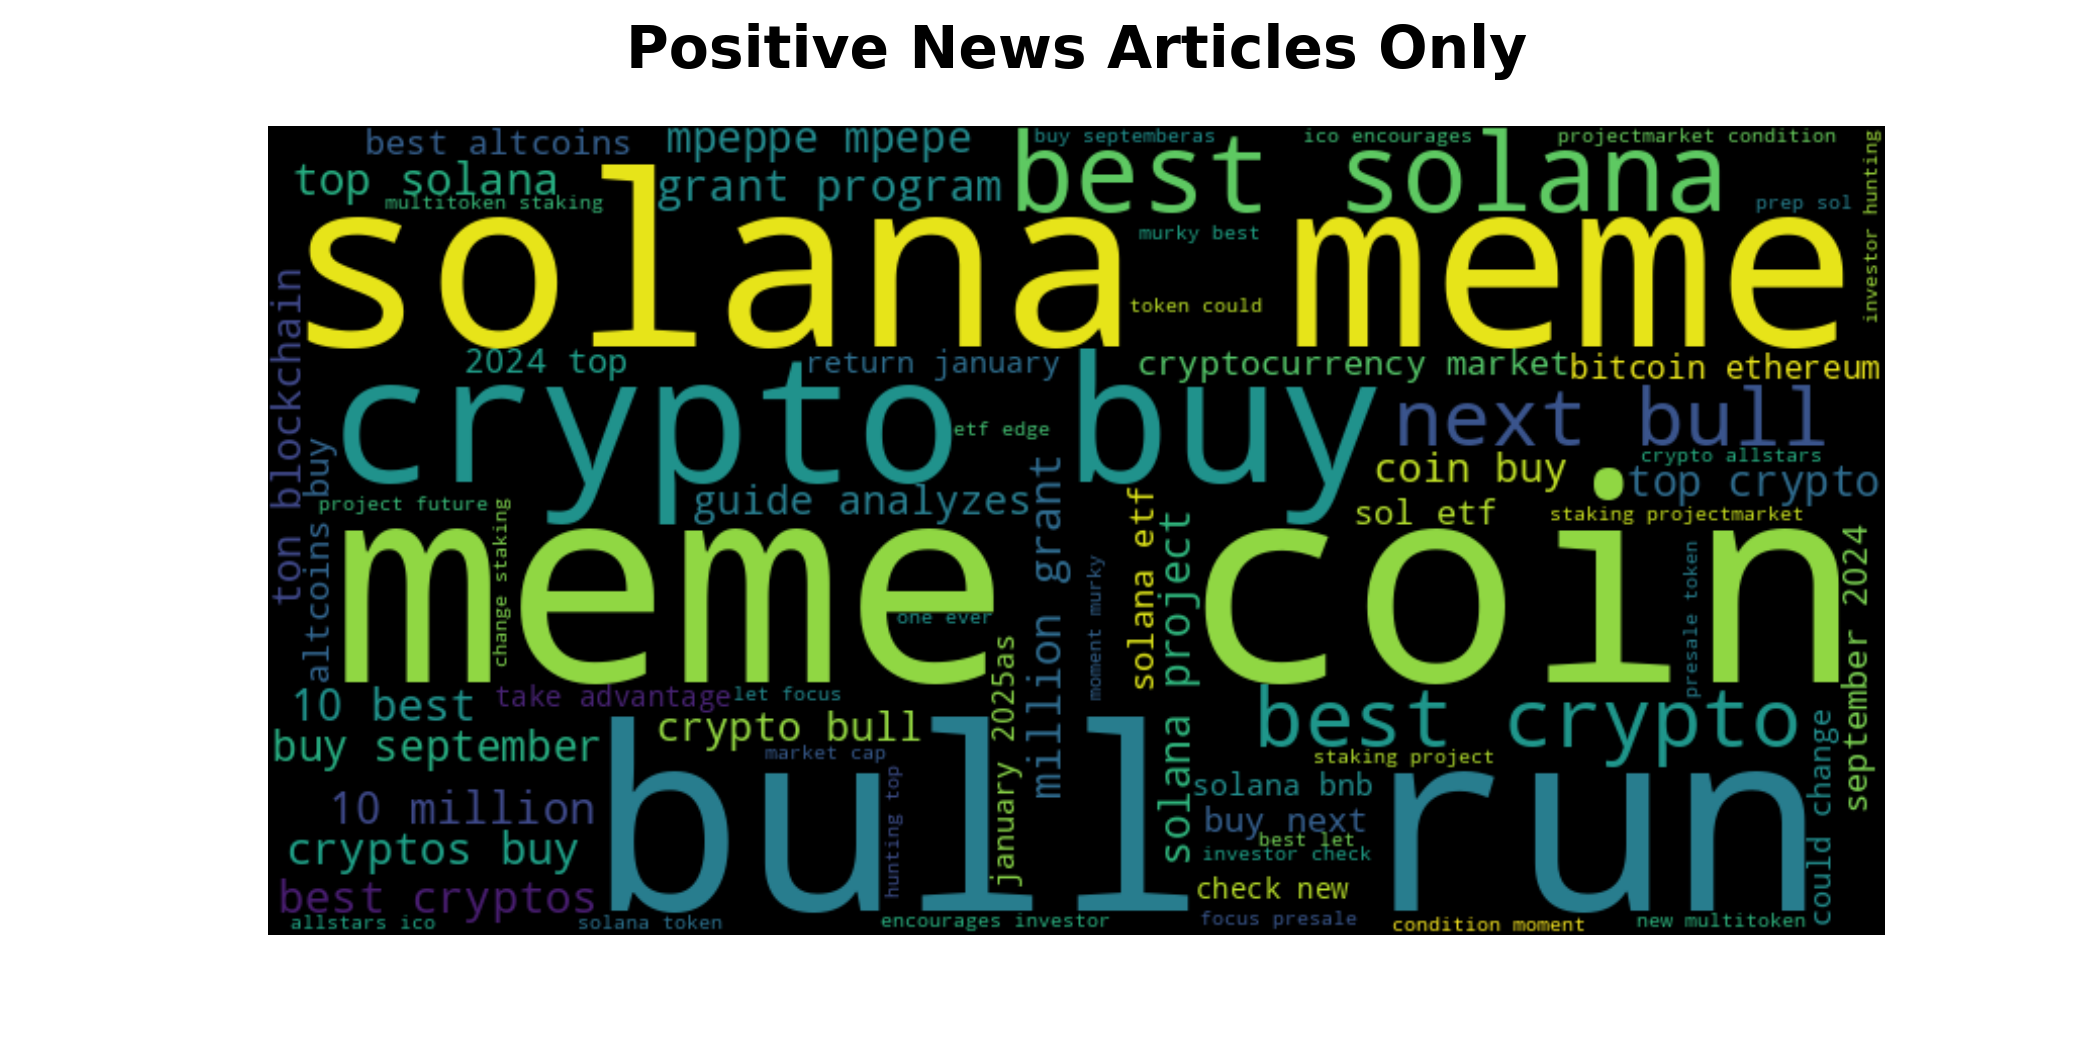 Positive News Articles Only
best altcoins
mpeppe mpepe
buy septemberas
ico encourages
projectmarket condition
top solana
multitoken staking
grant program
best solana
prep sol
investor hunting
solana meme
murky best
token could
ton blockchain
2024 top
return january
cryptocurrency market
bitcoin ethereum
crypto buy
etf edge
next bull
coin buy
crypto allstars
top crypto
altcoins buy
project future
guide analyzes
sol etf
staking projectmarket
change staking
meme coin
one ever
million grant
moment murky
solana etf
solana project
presale token
september 2024
10 best
take advantage
let focus
january 2025as
buy september
crypto bull
market cap
best crypto
staking project
10 million
bull run
hunting top
solana bnb
buy next
best let
investor check
could change
cryptos buy
best cryptos
check new
allstars ico
solana token
encourages investor
focus presale
condition moment
new multitoken